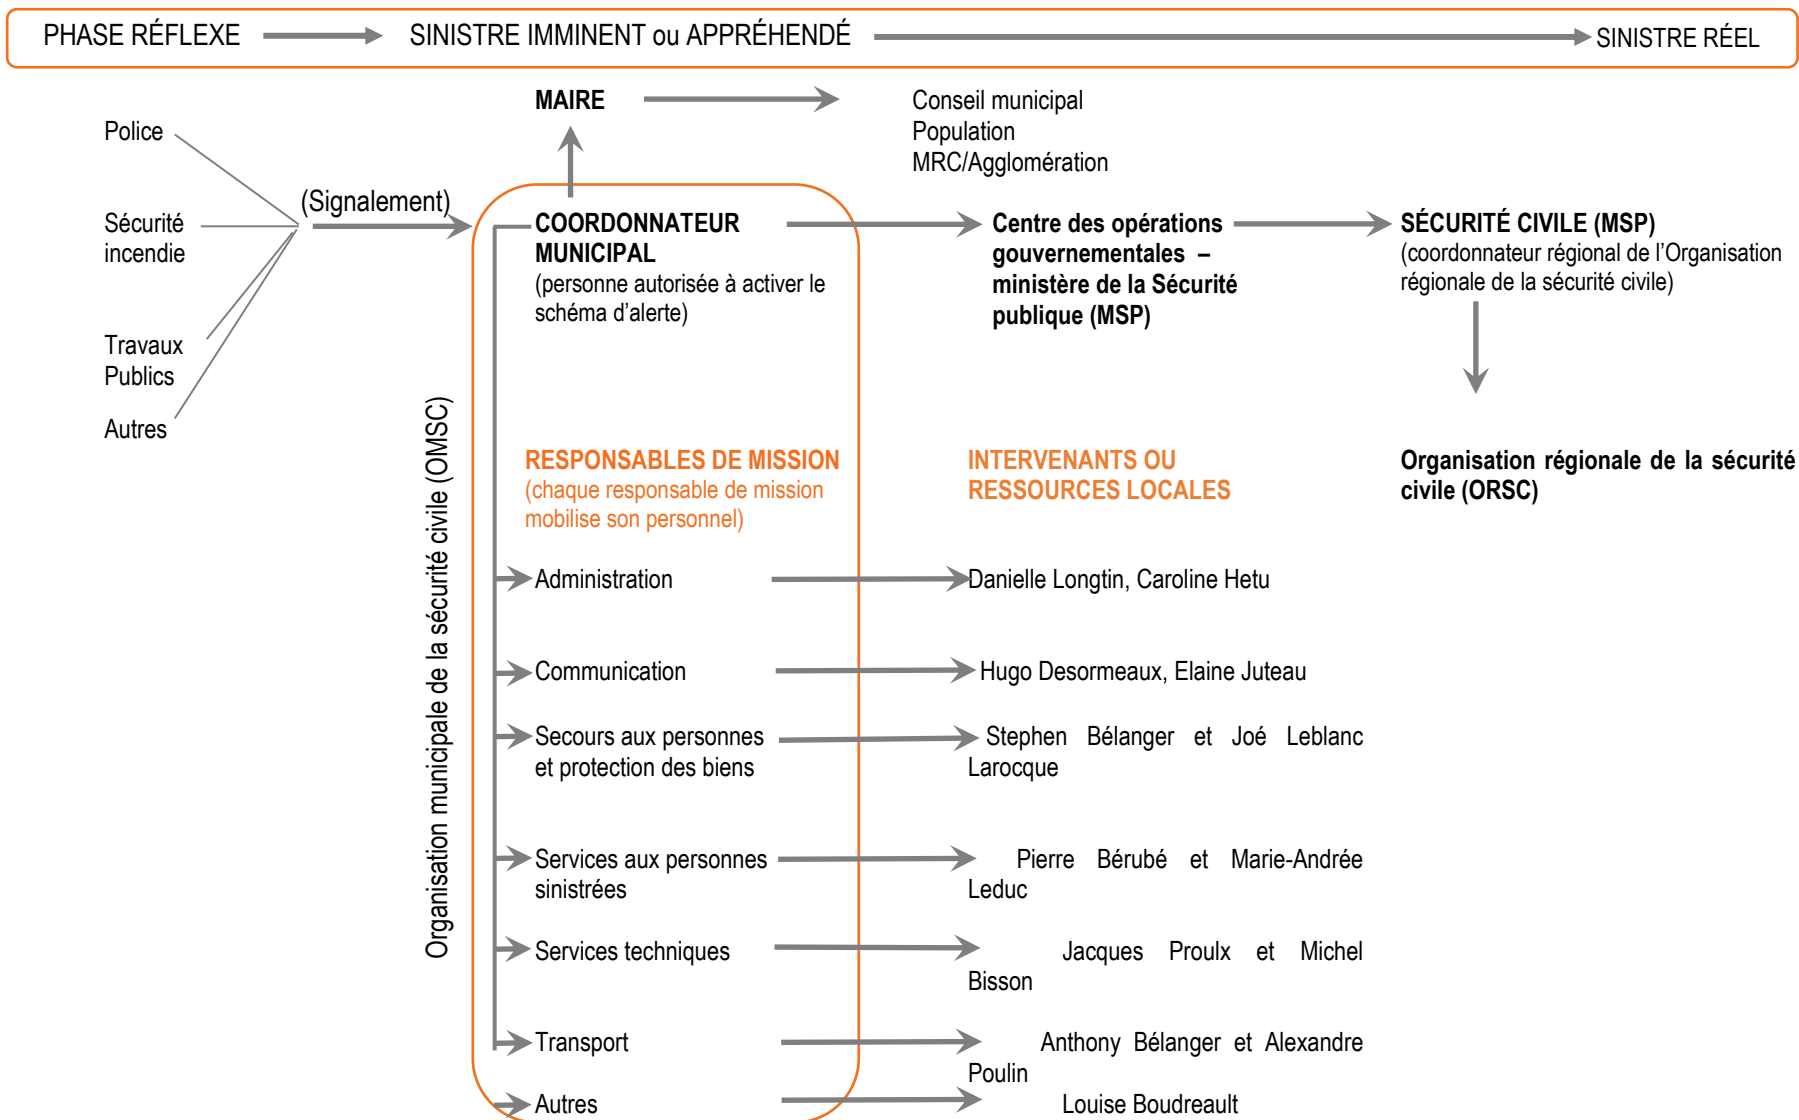 PHASE RÉFLEXE
SINISTRE IMMINENT ou APPRÉHENDÉ
SINISTRE RÉEL
MAIRE
Conseil municipal
Population
MRC/Agglomération
Police
Sécurité
incendie
Travaux
Publics
Autres
(Signalement)
COORDONNATEUR
MUNICIPAL
(personne autorisée à activer le
schéma d'alerte)
Centre des opérations
gouvernementales –
ministère de la Sécurité
publique (MSP)
SÉCURITÉ CIVILE (MSP)
(coordonnateur régional de l'Organisation
régionale de la sécurité civile)
Organisation municipale de la sécurité civile (OMSC)
RESPONSABLES DE MISSION
(chaque responsable de mission
mobilise son personnel)
INTERVENANTS OU
RESSOURCES LOCALES
Organisation régionale de la sécurité
civile (ORSC)
Administration
Danielle Longtin, Caroline Hetu
Communication
Hugo Desormeaux, Elaine Juteau
Secours aux personnes
et protection des biens
Stephen Bélanger et Joé Leblanc
Larocque
Services aux personnes
sinistrées
Pierre Bérubé et Marie-Andrée
Leduc
Services techniques
Jacques Proulx et Michel
Bisson
Transport
Anthony Bélanger et Alexandre
Poulin
Autres
Louise Boudreault